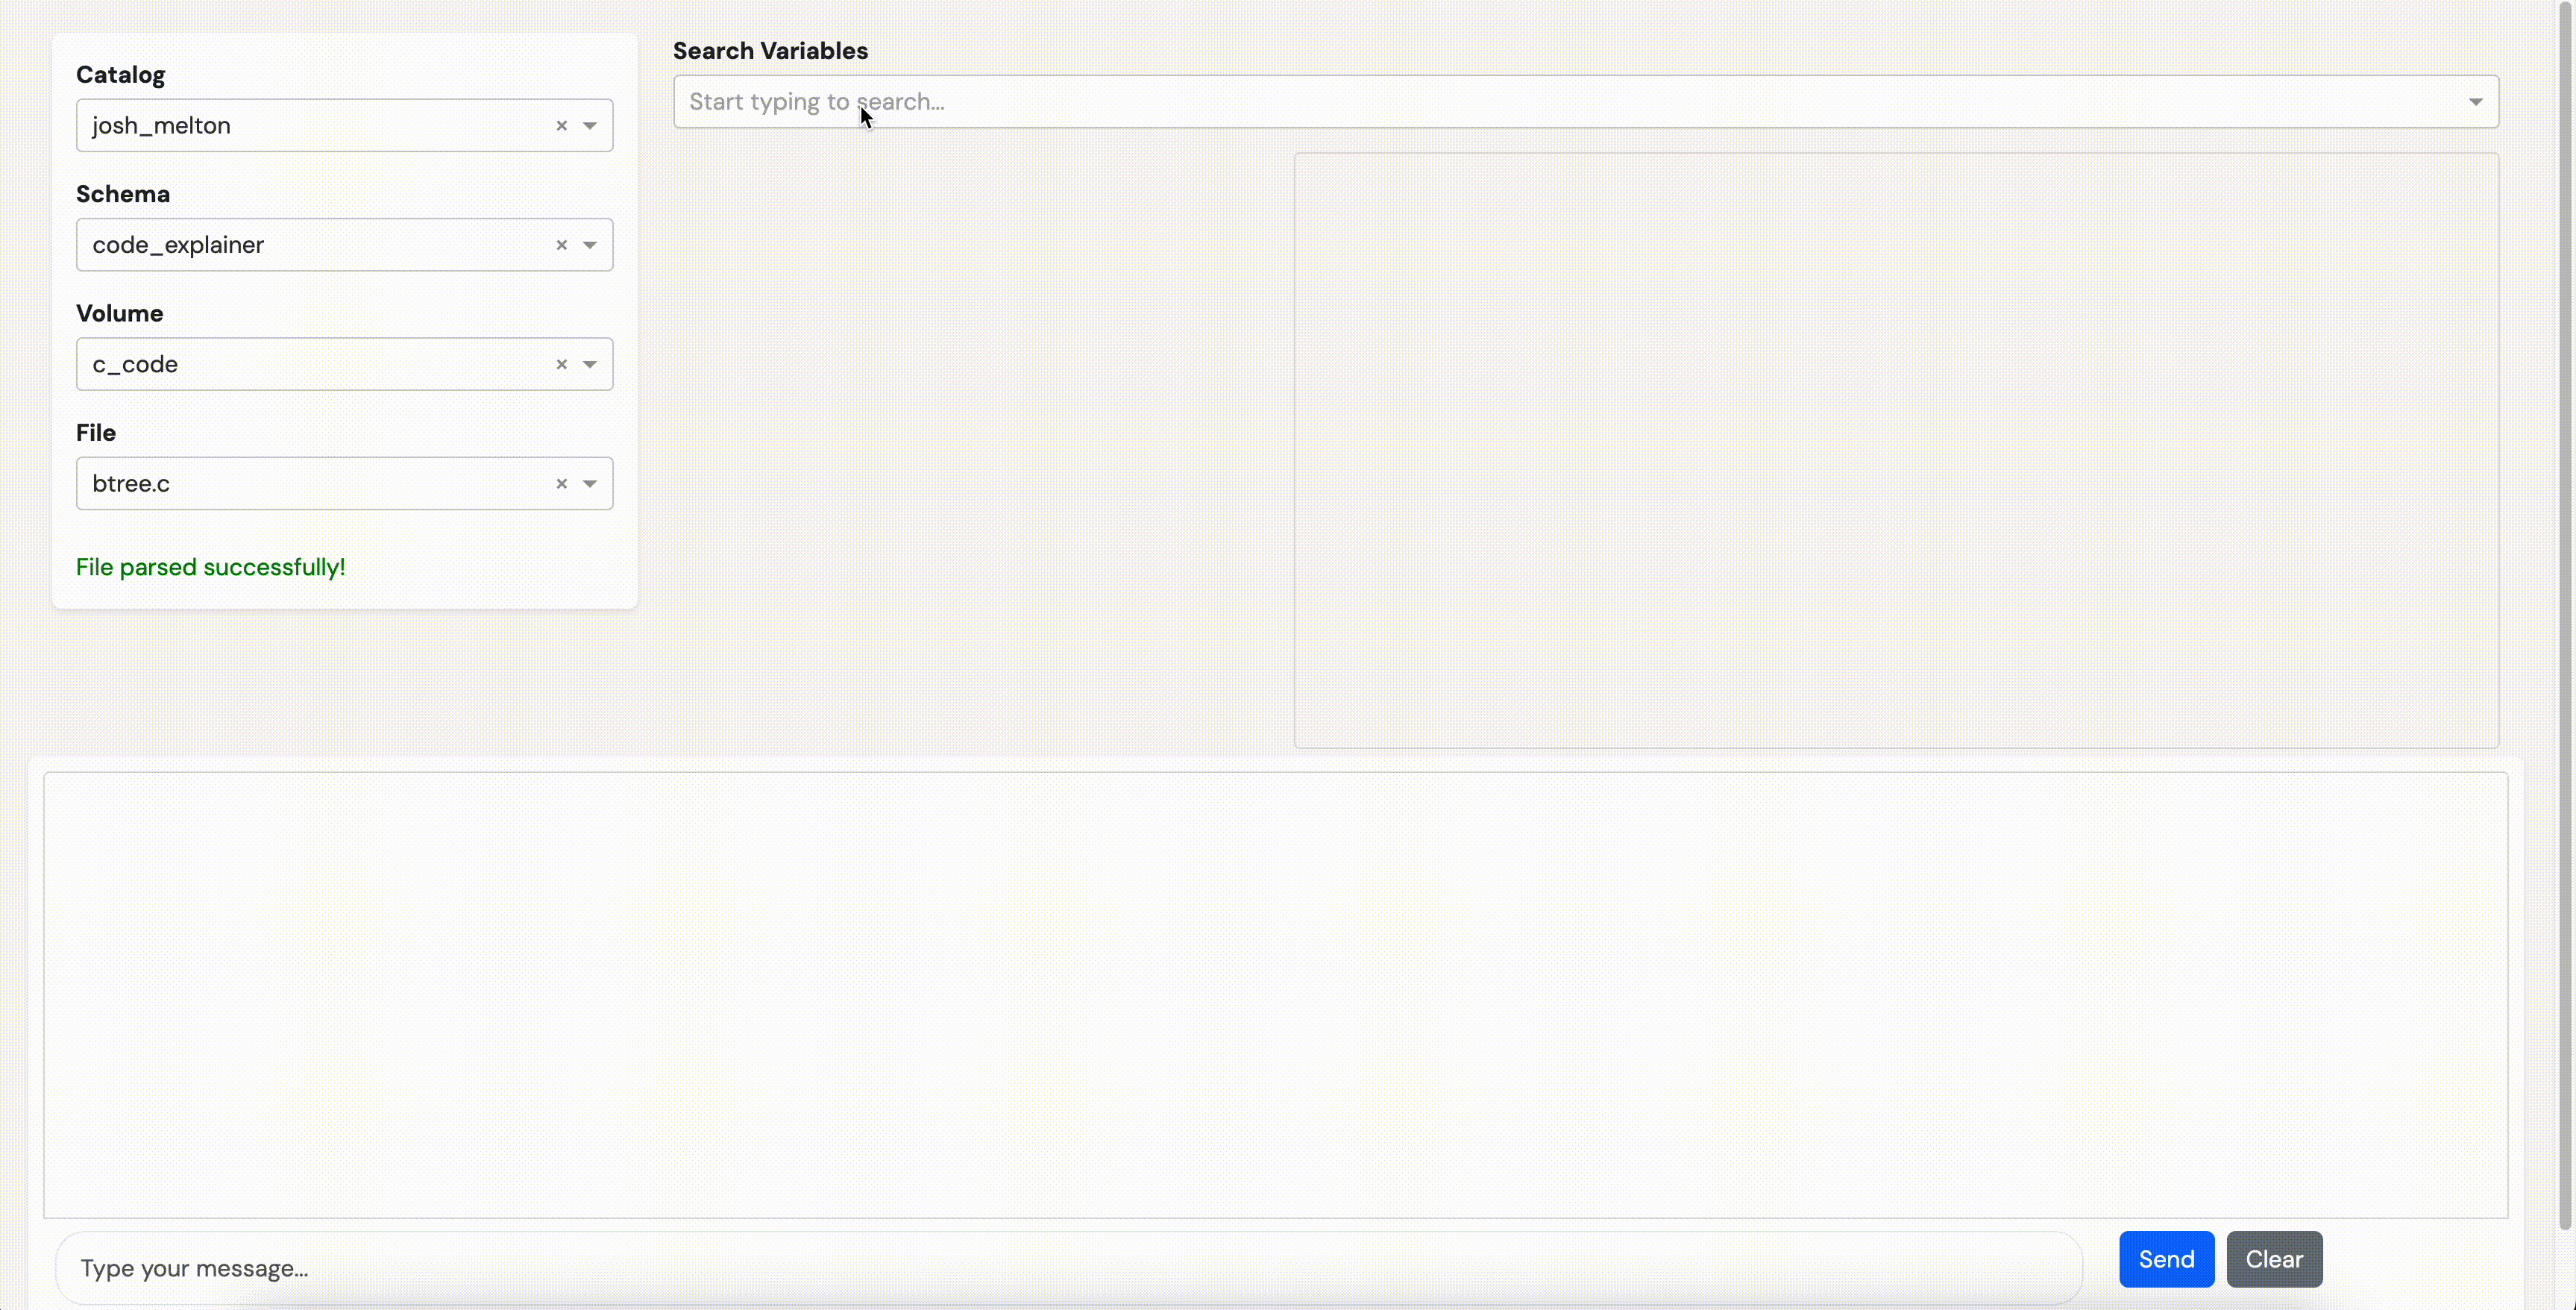 Catalog
josh_melton
Schema
code_explainer
Volume
c_code
File
btree.c
File parsed successfully!
Search Variables
Start typing to search...
Type your message...
Send
Clear